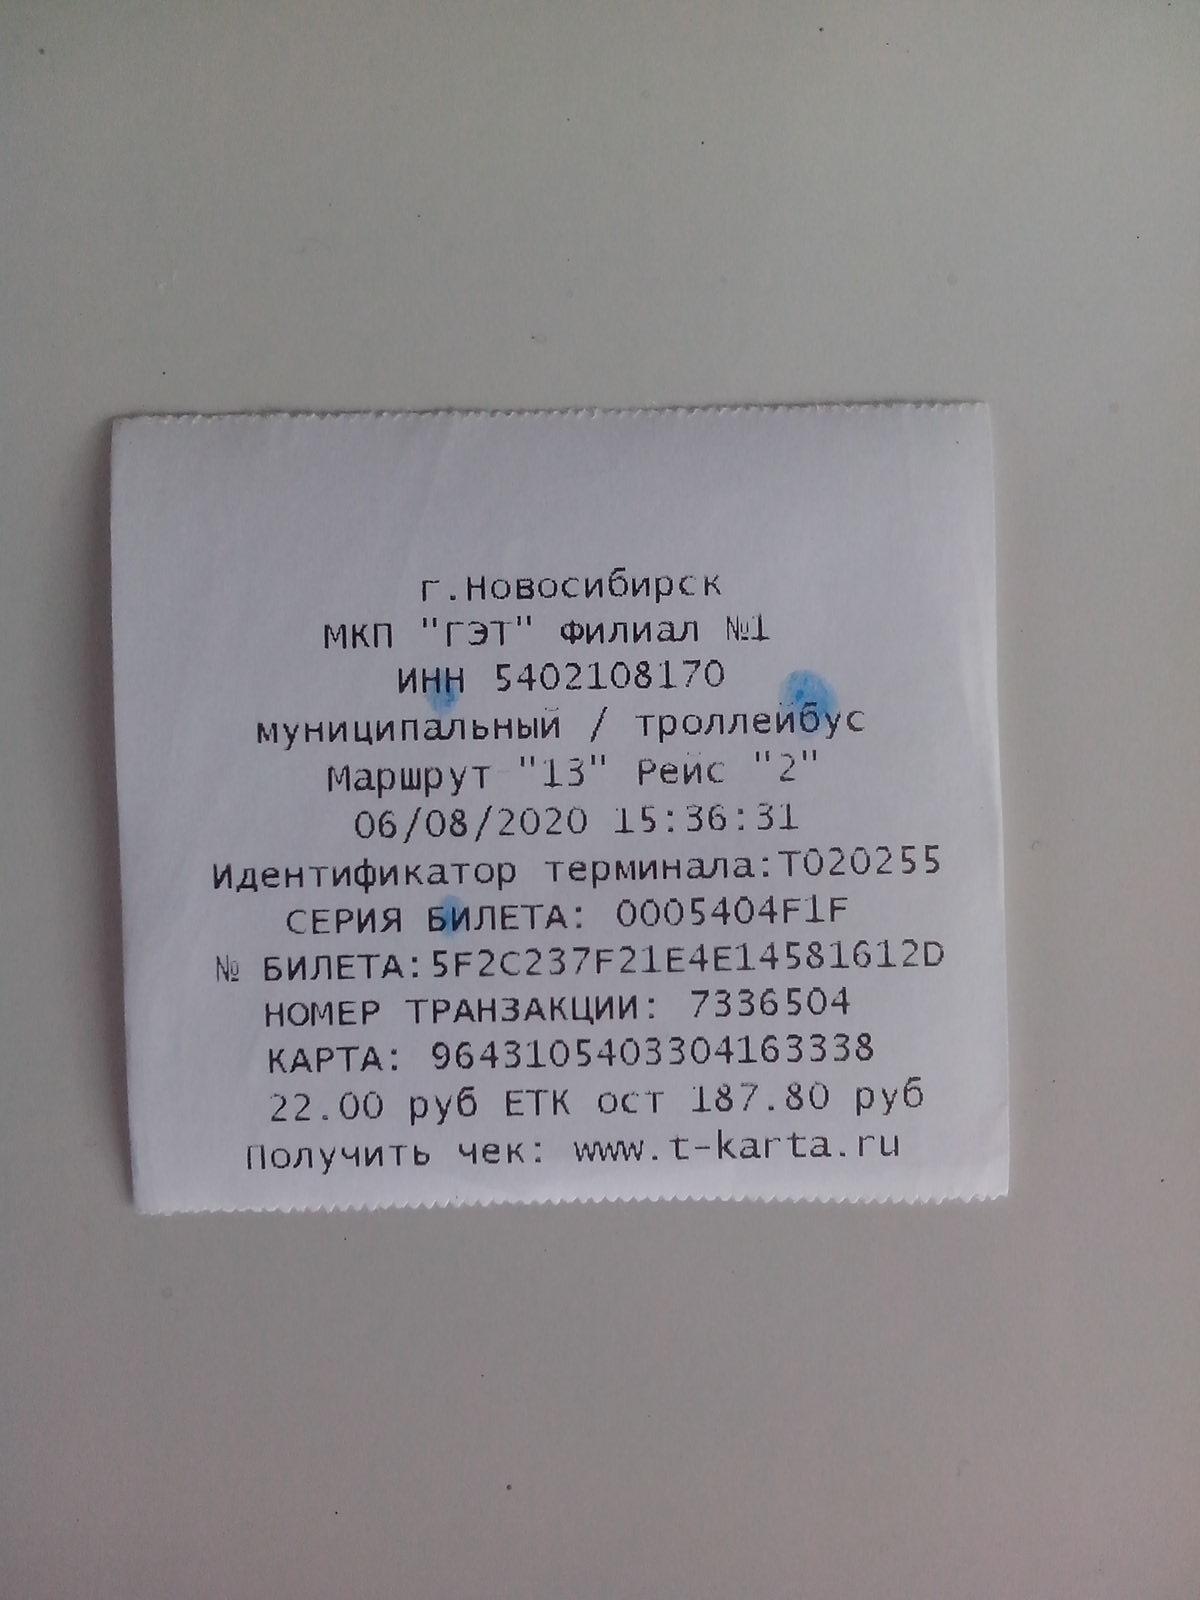 г.Новосибирск
МКП "ГЭТ" Филиал №1
ИНН 5402108170
муниципальный / троллейбус
Маршрут "13" Рейс "2"
06/08/2020 15:36:31
Идентификатор терминала:T020255
СЕРИЯ БИЛЕТА: 0005404F1F
№ БИЛЕТА:5F2C237F21E4E14581612D
НОМЕР ТРАНЗАКЦИИ: 7336504
КАРТА: 9643105403304163338
22.00 руб ЕТК ост 187.80 руб
Получить чек: www.t-karta.ru